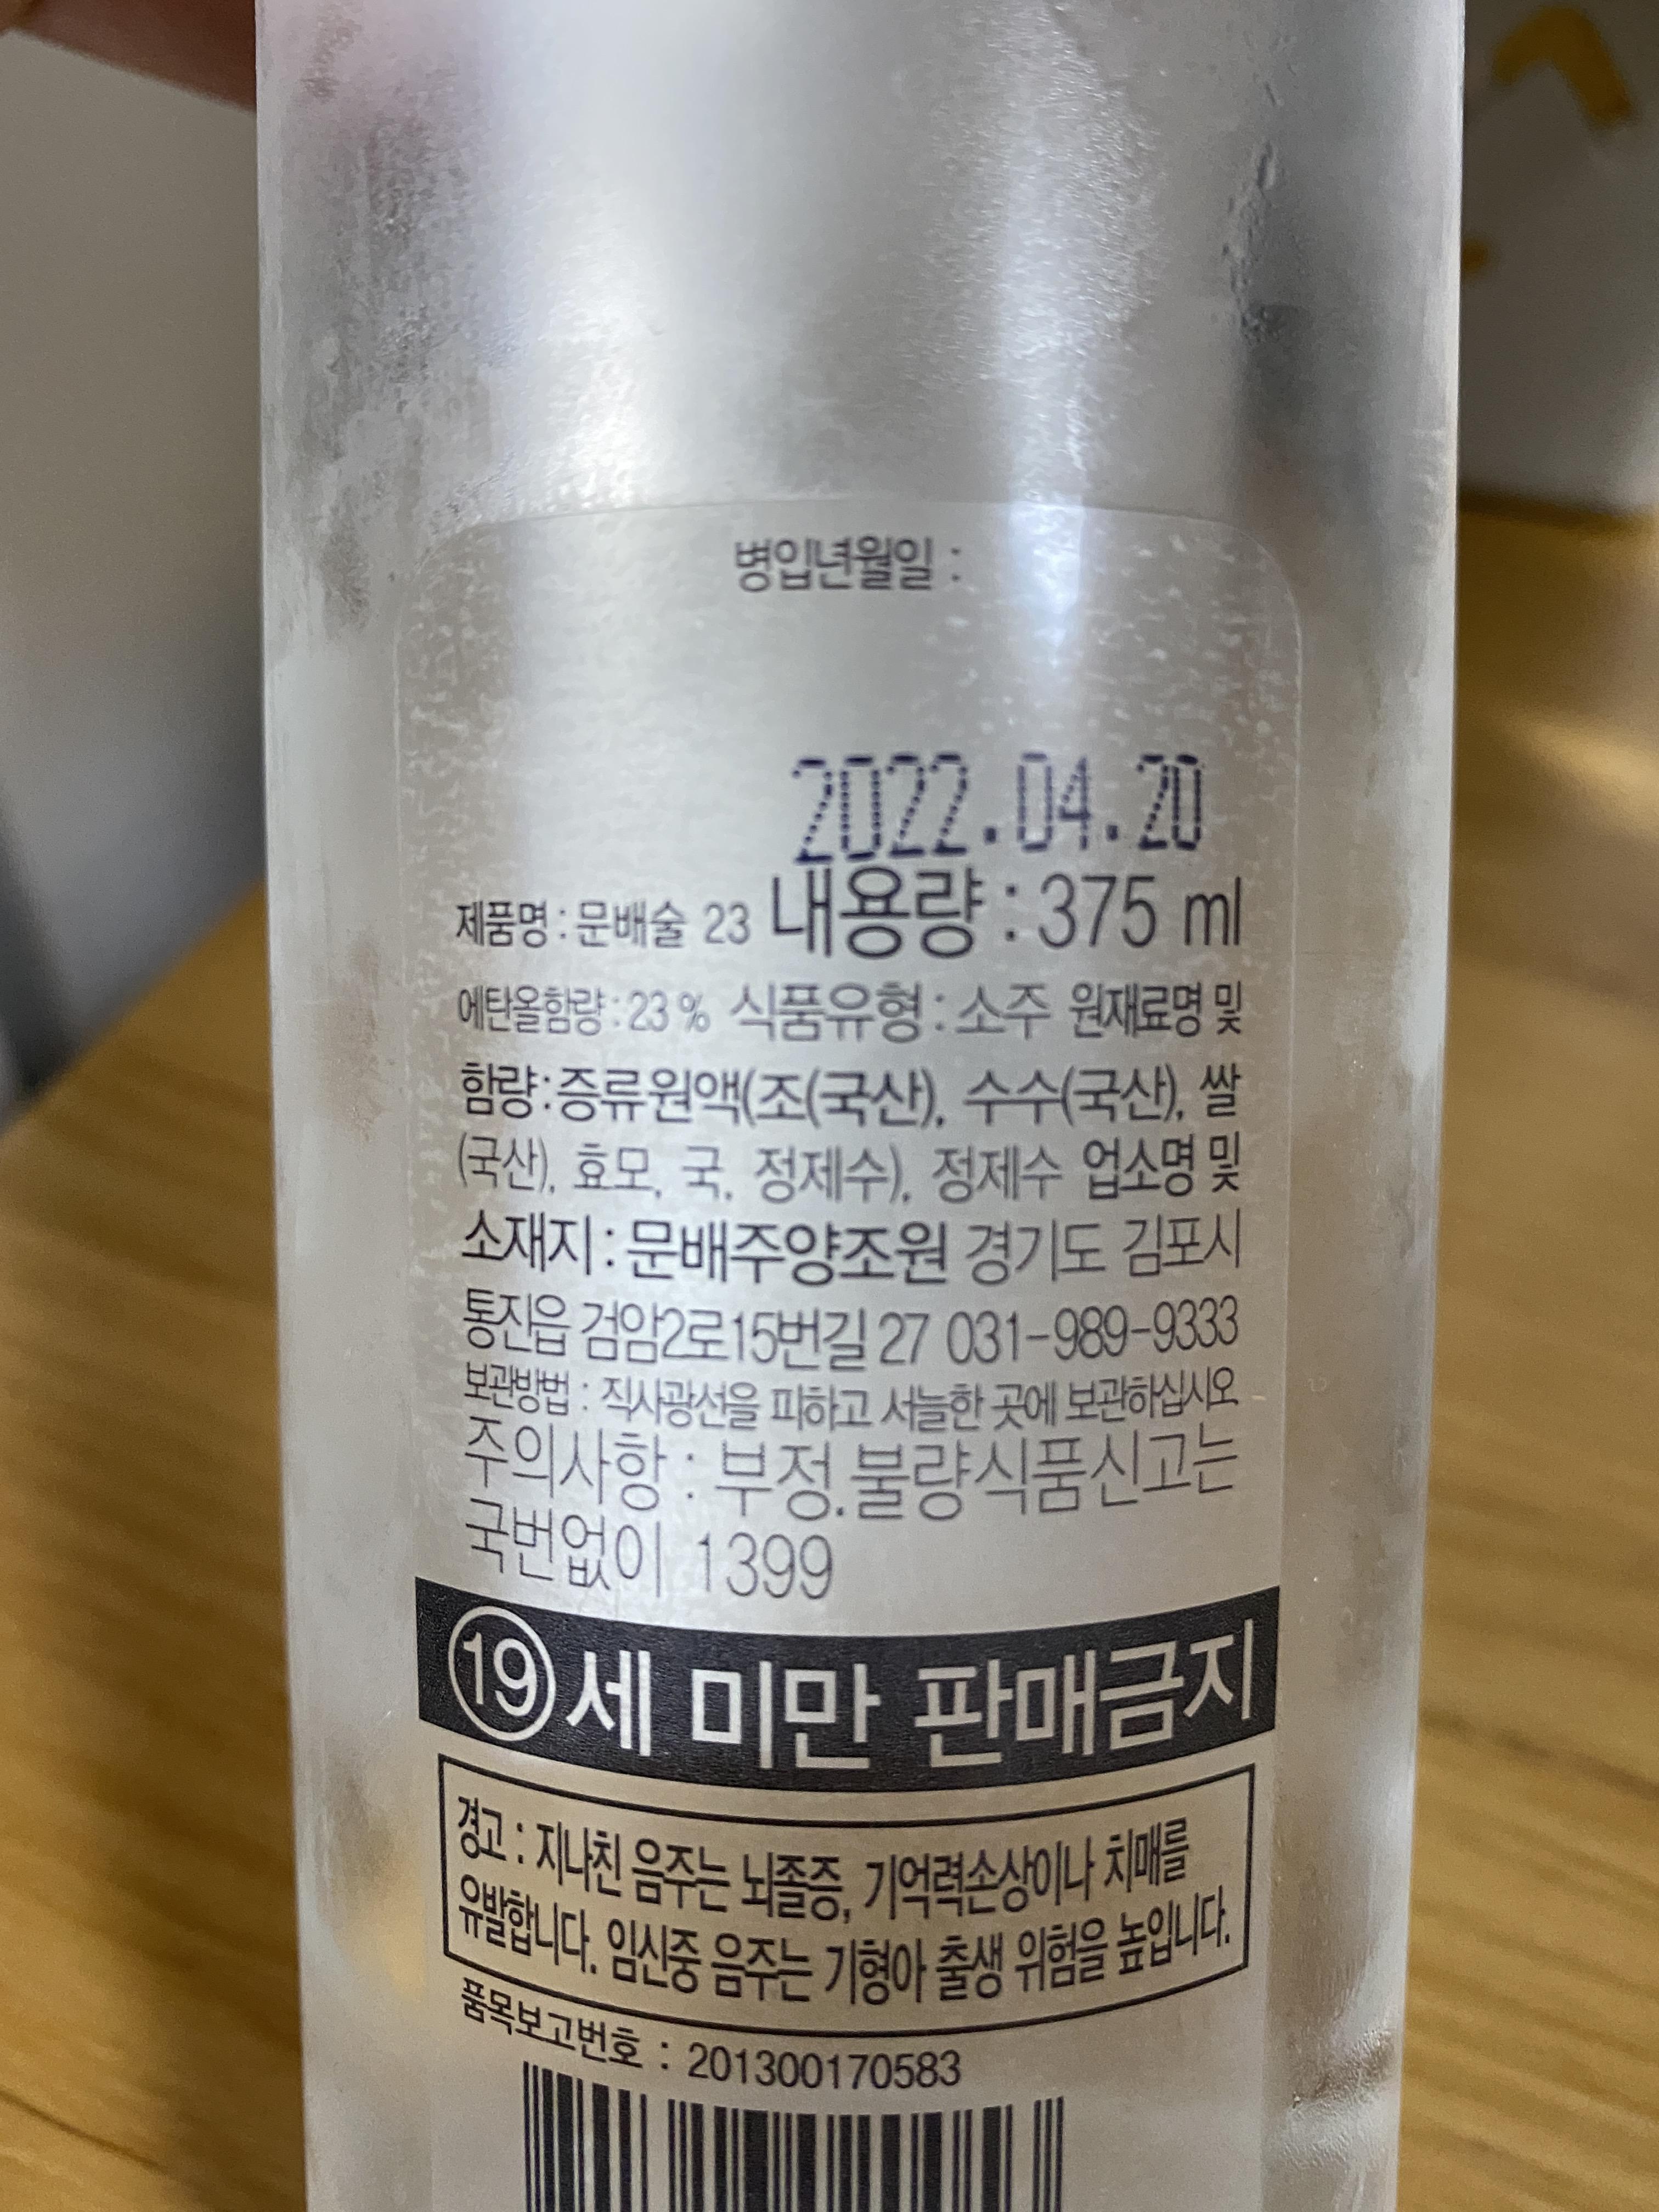 병입년월일 :
2022.04.20
제품명 : 문배술 23 내용량 : 375 ml
에탄올함량 : 23 % 식품유형 : 소주 원재료명 및
함량 : 증류원액(조(국산), 수수(국산), 쌀
(국산), 효모, 국, 정제수), 정제수 업소명 및
소재지 : 문배주양조원 경기도 김포시
통진읍 검암2로15번길 27 031-989-9333
보관방법 : 직사광선을 피하고 서늘한 곳에 보관하십시오
주의사항 : 부정.불량식품신고는
국번없이 1399
19세 미만 판매금지
경고 : 지나친 음주는 뇌졸증, 기억력손상이나 치매를
유발합니다. 임신중 음주는 기형아 출생 위험을 높입니다.
품목보고번호 : 201300170583